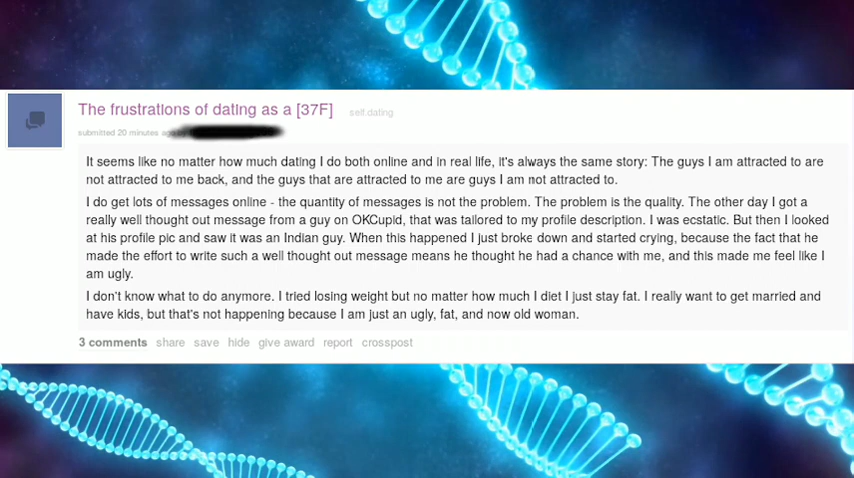 The frustrations of dating as a [37F] self.dating
submitted 20 minutes ago
It seems like no matter how much dating I do both online and in real life, it's always the same story: The guys I am attracted to are
not attracted to me back, and the guys that are attracted to me are guys I am not attracted to.
I do get lots of messages online - the quantity of messages is not the problem. The problem is the quality. The other day I got a
really well thought out message from a guy on OKCupid, that was tailored to my profile description. I was ecstatic. But then I looked
at his profile pic and saw it was an Indian guy. When this happened I just broke down and started crying, because the fact that he
made the effort to write such a well thought out message means he thought he had a chance with me, and this made me feel like I
am ugly.
I don't know what to do anymore. I tried losing weight but no matter how much I diet I just stay fat. I really want to get married and
have kids, but that's not happening because I am just an ugly, fat, and now old woman.
3 comments share save hide give award report crosspost